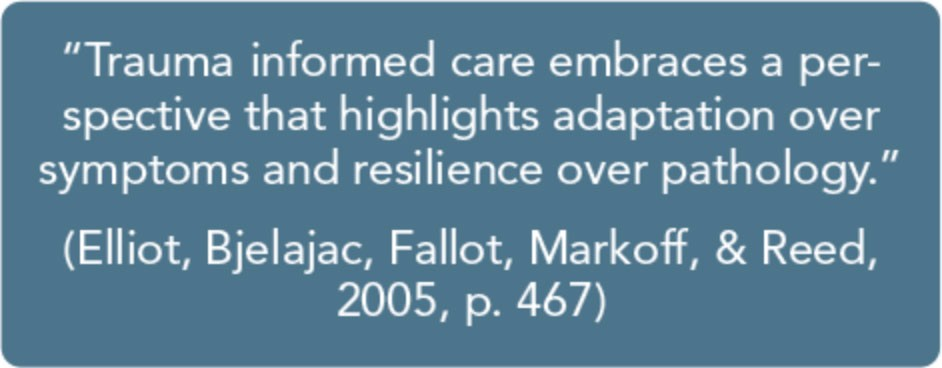 “Trauma informed care embraces a per-
spective that highlights adaptation over
symptoms and resilience over pathology.”
(Elliot, Bjelajac, Fallot, Markoff, & Reed,
2005, p. 467)